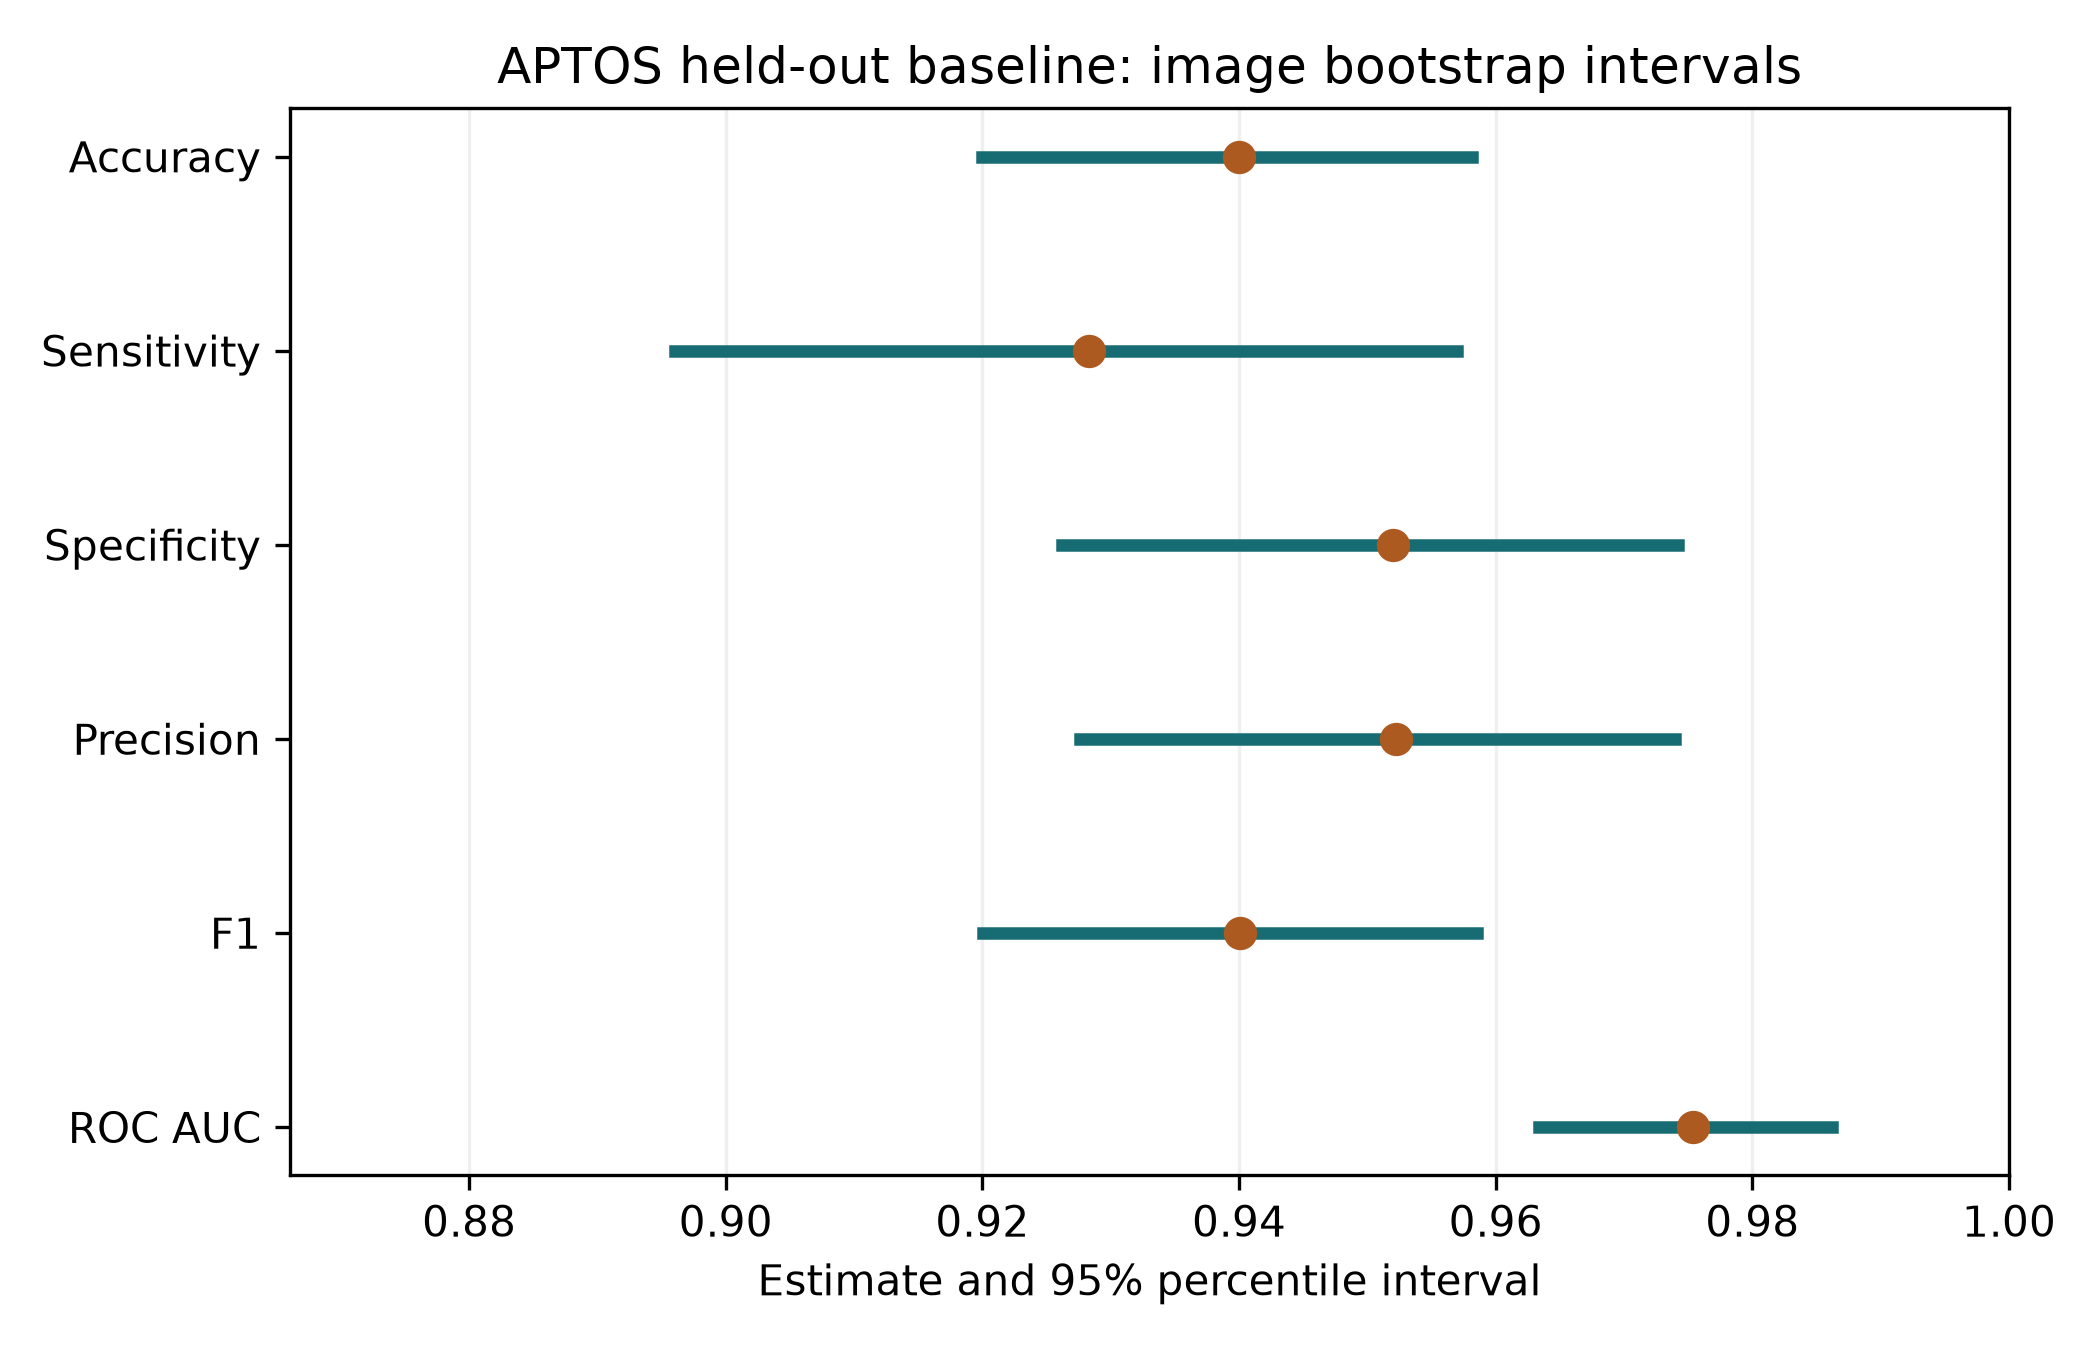 APTOS held-out baseline: image bootstrap intervals
Accuracy
Sensitivity
Specificity
Precision
F1
ROC AUC
0.88 0.90 0.92 0.94 0.96 0.98 1.00
Estimate and 95% percentile interval